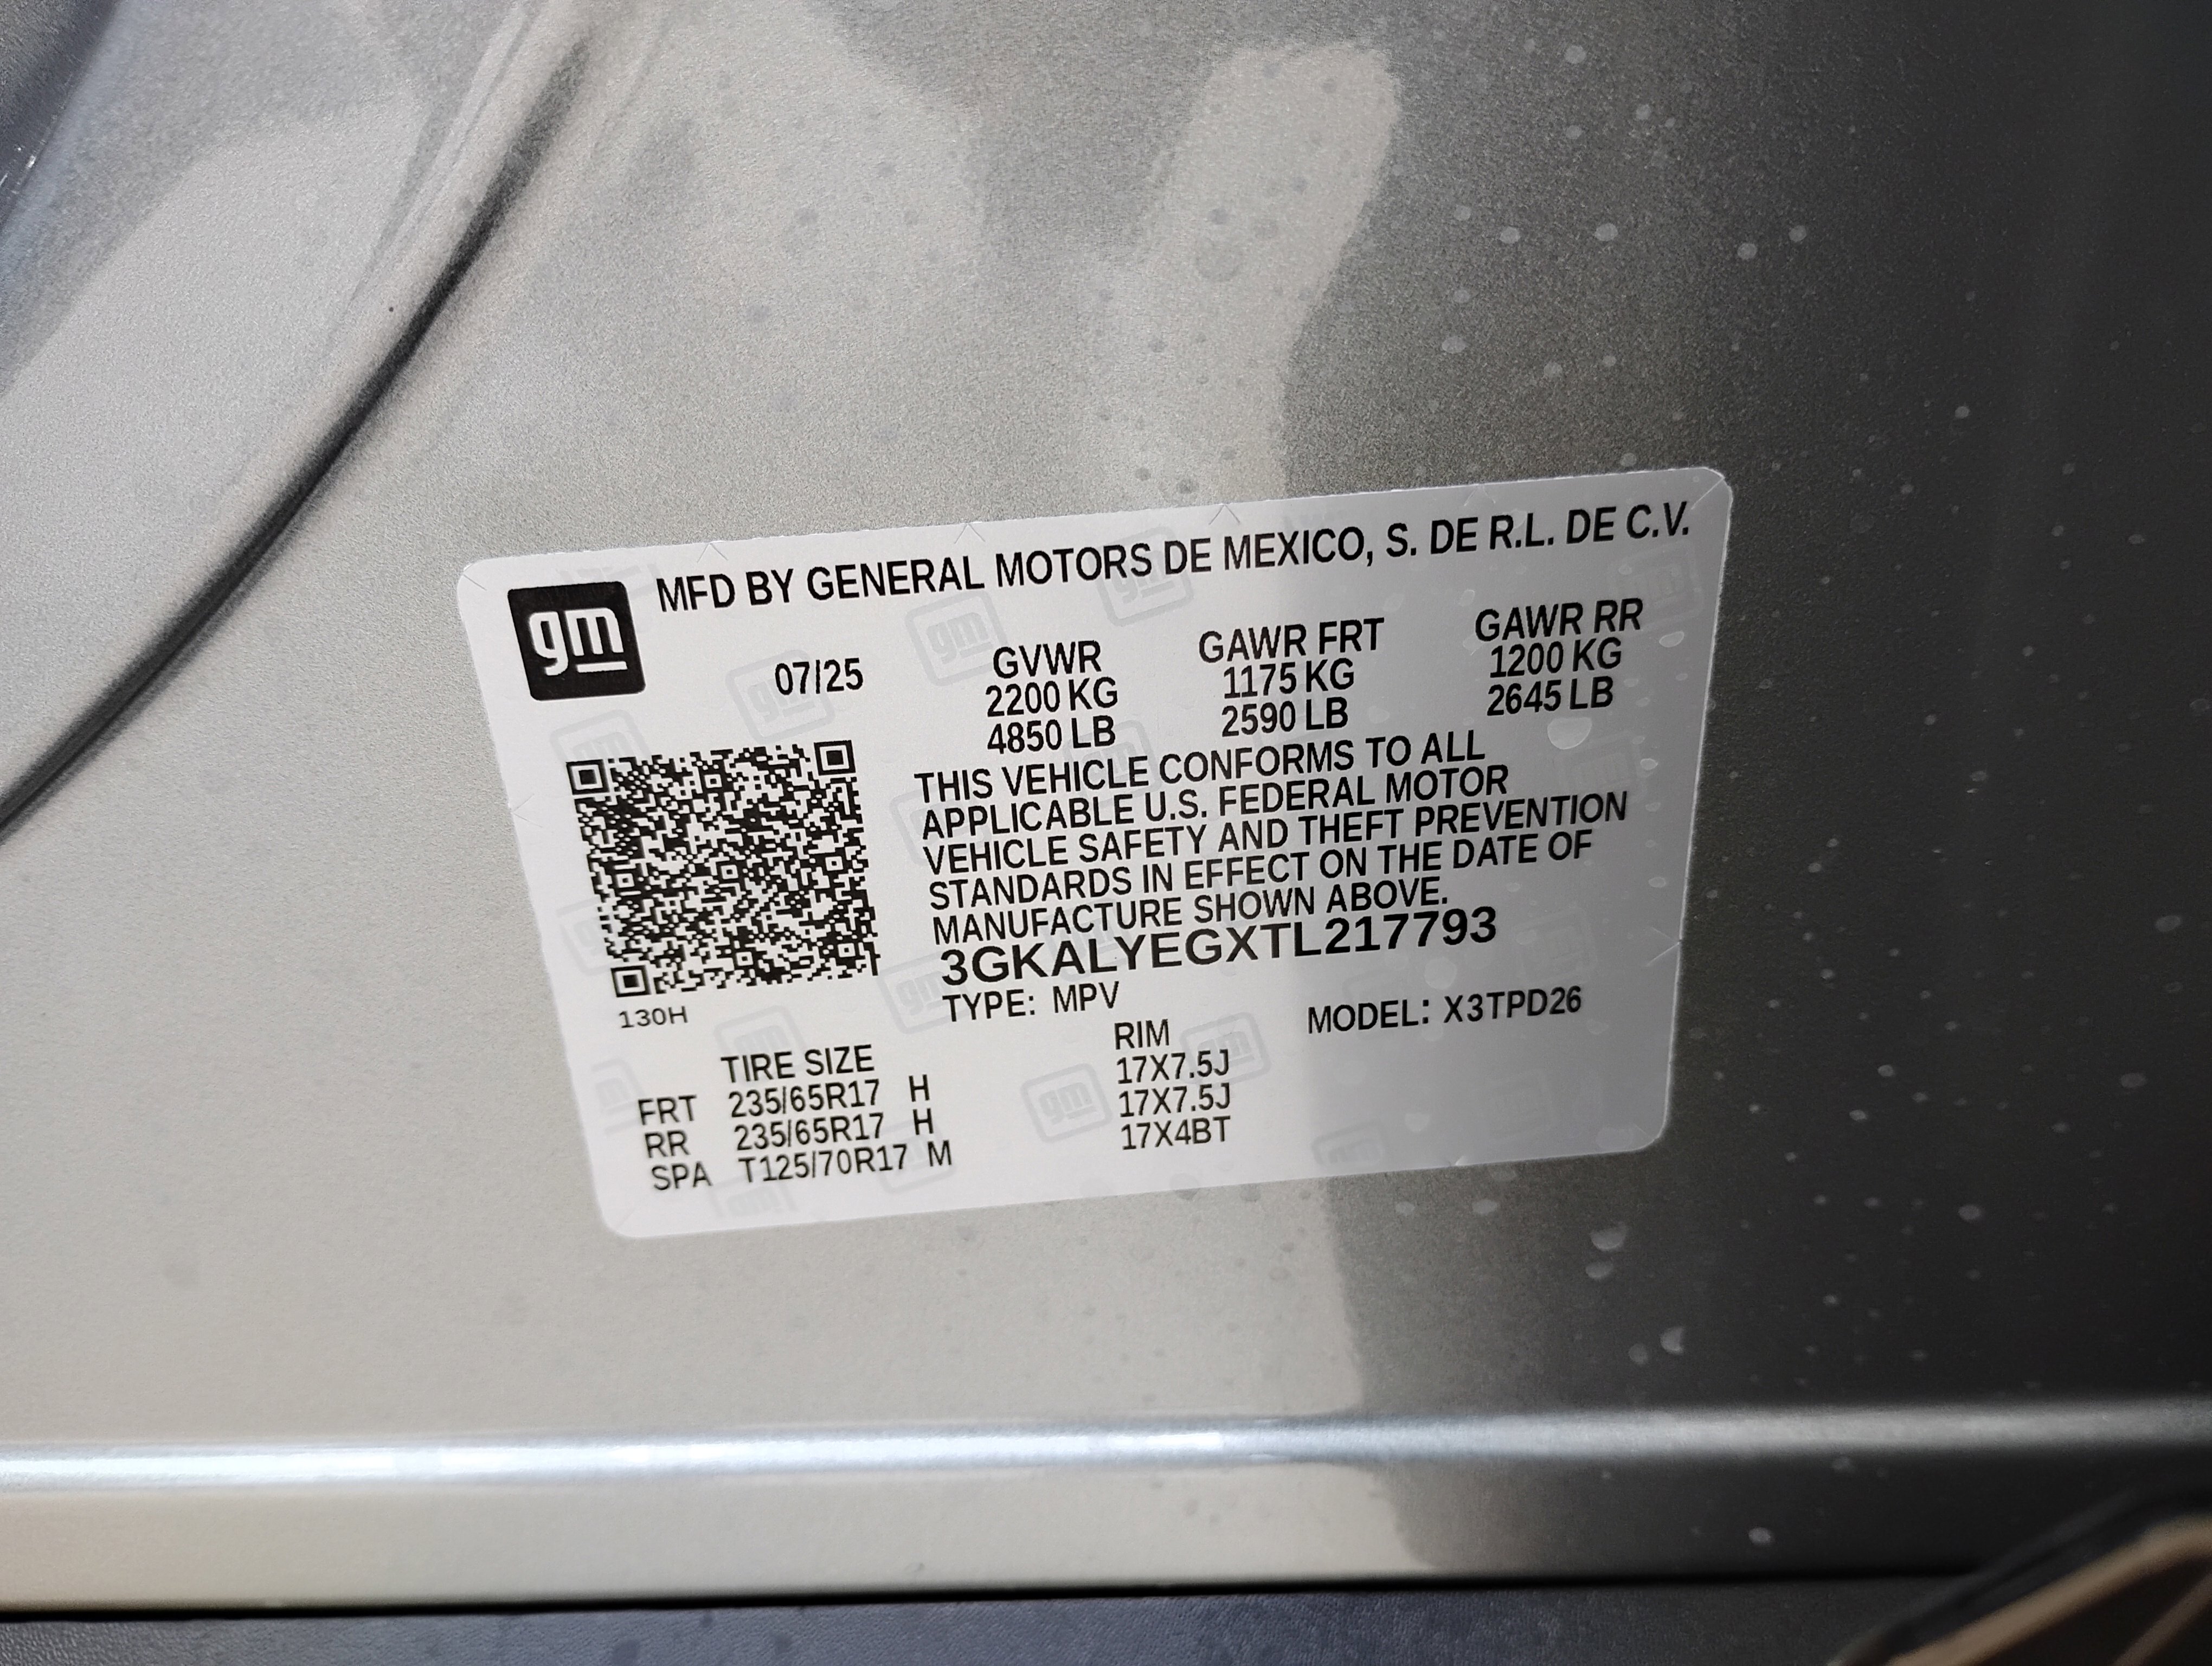 gm MFD BY GENERAL MOTORS DE MEXICO, S. DE R.L. DE C.V.
07/25 GVWR GAWR FRT GAWR RR
2200 KG 1175 KG 1200 KG
4850 LB 2590 LB 2645 LB
THIS VEHICLE CONFORMS TO ALL
APPLICABLE U.S. FEDERAL MOTOR
VEHICLE SAFETY AND THEFT PREVENTION
STANDARDS IN EFFECT ON THE DATE OF
MANUFACTURE SHOWN ABOVE.
3GKALYEGXTL217793
130H
TYPE: MPV MODEL: X3TPD26
TIRE SIZE RIM
FRT 235/65R17 H 17X7.5J
RR 235/65R17 H 17X7.5J
SPA T125/70R17 M 17X4BT